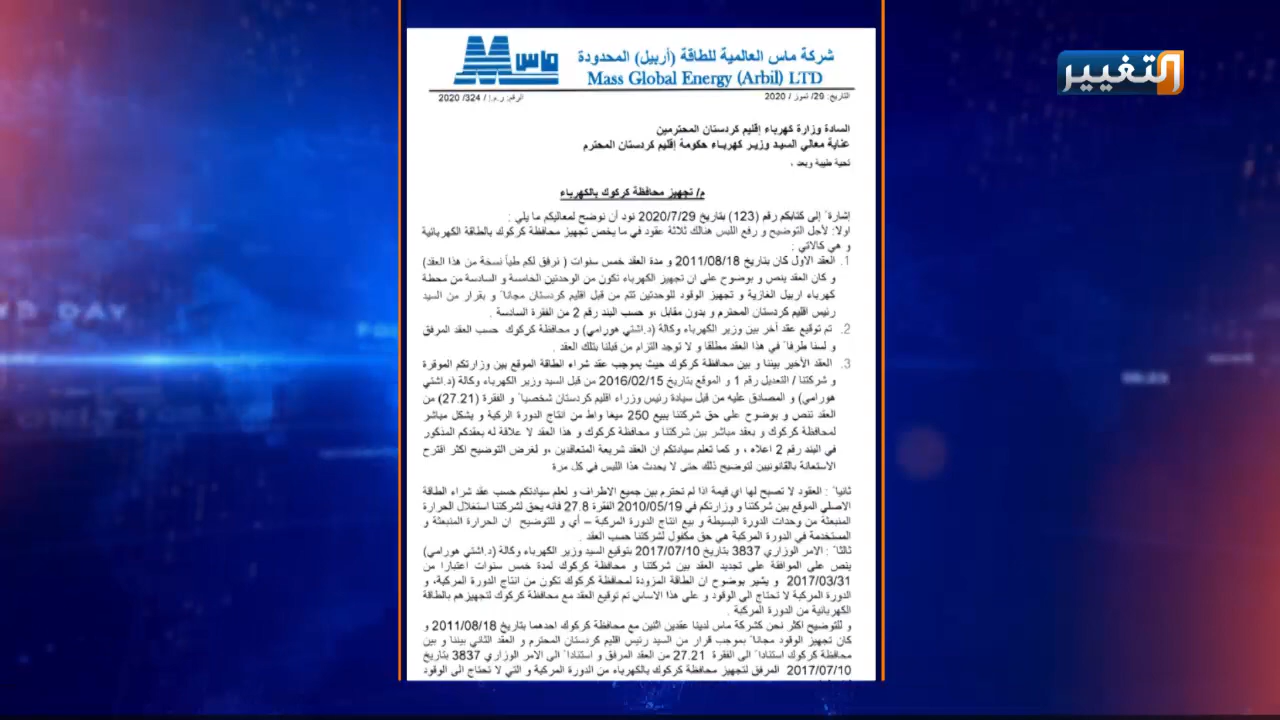 التغيير
ماس
شركة ماس العالمية للطاقة (أربيل) المحدودة
Mass Global Energy (Arbil) LTD
التاريخ: 29/ تموز / 2020
الرقم: ر.م.إ / 324/ 2020
السادة وزارة كهرباء إقليم كردستان المحترمين
عناية معالي السيد وزير كهرباء حكومة إقليم كردستان المحترم
تحية طيبة وبعد ،
م/ تجهيز محافظة كركوك بالكهرباء
إشارة ً إلى كتابكم رقم (123) بتاريخ 2020/7/29 نود أن نوضح لمعاليكم ما يلي :
اولا: لأجل التوضيح و رفع اللبس هنالك ثلاثة عقود في ما يخص تجهيز محافظة كركوك بالطاقة الكهربائية
و هي كالاتي :
1. العقد الاول كان بتاريخ 2011/08/18 و مدة العقد خمس سنوات ( نرفق لكم طياً نسخة من هذا العقد)
و كان العقد ينص و بوضوح على ان تجهيز الكهرباء تكون من الوحدتين الخامسة و السادسة من محطة
كهرباء اربيل الغازية و تجهيز الوقود للوحدتين تتم من قبل اقليم كردستان مجانا ً و بقرار من السيد
رئيس اقليم كردستان المحترم و بدون مقابل ،و حسب البند رقم 2 من الفقرة السادسة .
2. تم توقيع عقد آخر بين وزير الكهرباء وكالة (د.اشتي هورامي) و محافظة كركوك حسب العقد المرفق
و لسنا طرفا ً في هذا العقد مطلقا و لا توجد التزام من قبلنا بتلك العقد .
3. العقد الأخير بيننا و بين محافظة كركوك حيث بموجب عقد شراء الطاقة الموقع بين وزارتكم الموقرة
و شركتنا / التعديل رقم 1 و الموقع بتاريخ 2016/02/15 من قبل السيد وزير الكهرباء وكالة (د.اشتي
هورامي) و المصادق عليه من قبل سيادة رئيس وزراء اقليم كردستان شخصيا ً و الفقرة (27.21) من
العقد تنص و بوضوح على حق شركتنا ببيع 250 ميغا واط من انتاج الدورة الركبة و يشكل مباشر
لمحافظة كركوك و بعقد مباشر بين شركتنا و محافظة كركوك و هذا العقد لا علاقة له بعقدكم المذكور
في البند رقم 2 اعلاه ، و كما تعلم سيادتكم ان العقد شريعة المتعاقدين ،و لغرض التوضيح اكثر اقترح
الاستعانة بالقانونيين لتوضيح ذلك حتى لا يحدث هذا اللبس في كل مرة
ثانيا ً : العقود لا تصبح لها اي قيمة اذا لم تحترم بين جميع الاطراف و لعلم سيادتكم حسب عقد شراء الطاقة
الاصلي الموقع بين شركتنا و وزارتكم في 2010/05/19 الفقرة 27.8 فانه يحق لشركتنا استغلال الحرارة
المنبعثة من وحدات الدورة البسيطة و بيع انتاج الدورة المركبة – أي و للتوضيح ان الحرارة المنبعثة و
المستخدمة في الدورة المركبة هي حق مكفول لشركتنا حسب العقد .
ثالثا ً : الامر الوزاري 3837 بتاريخ 2017/07/10 بتوقيع السيد وزير الكهرباء وكالة (د.اشتي هورامي)
ينص على الموافقة على تجديد العقد بين شركتنا و محافظة كركوك لمدة خمس سنوات اعتبارا من
2017/03/31 و يشير بوضوح ان الطاقة المزودة لمحافظة كركوك تكون من انتاج الدورة المركبة، و
الدورة المركبة لا تحتاج الى الوقود و على هذا الاساس تم توقيع العقد مع محافظة كركوك لتجهيزهم بالطاقة
الكهربائية من الدورة المركبة .
و للتوضيح اكثر نحن كشركة ماس لدينا عقدين اثنين مع محافظة كركوك احدهما بتاريخ 2011/08/18 و
كان تجهيز الوقود مجانا ً بموجب قرار من السيد رئيس اقليم كردستان المحترم و العقد الثاني بيننا و بين
محافظة كركوك استنادا ً الى الفقرة 27.21 من العقد المرفق و استنادا ً الى الامر الوزاري 3837 بتاريخ
2017/07/10 المرفق لتجهيز محافظة كركوك بالكهرباء من الدورة المركبة و التي لا تحتاج الى الوقود